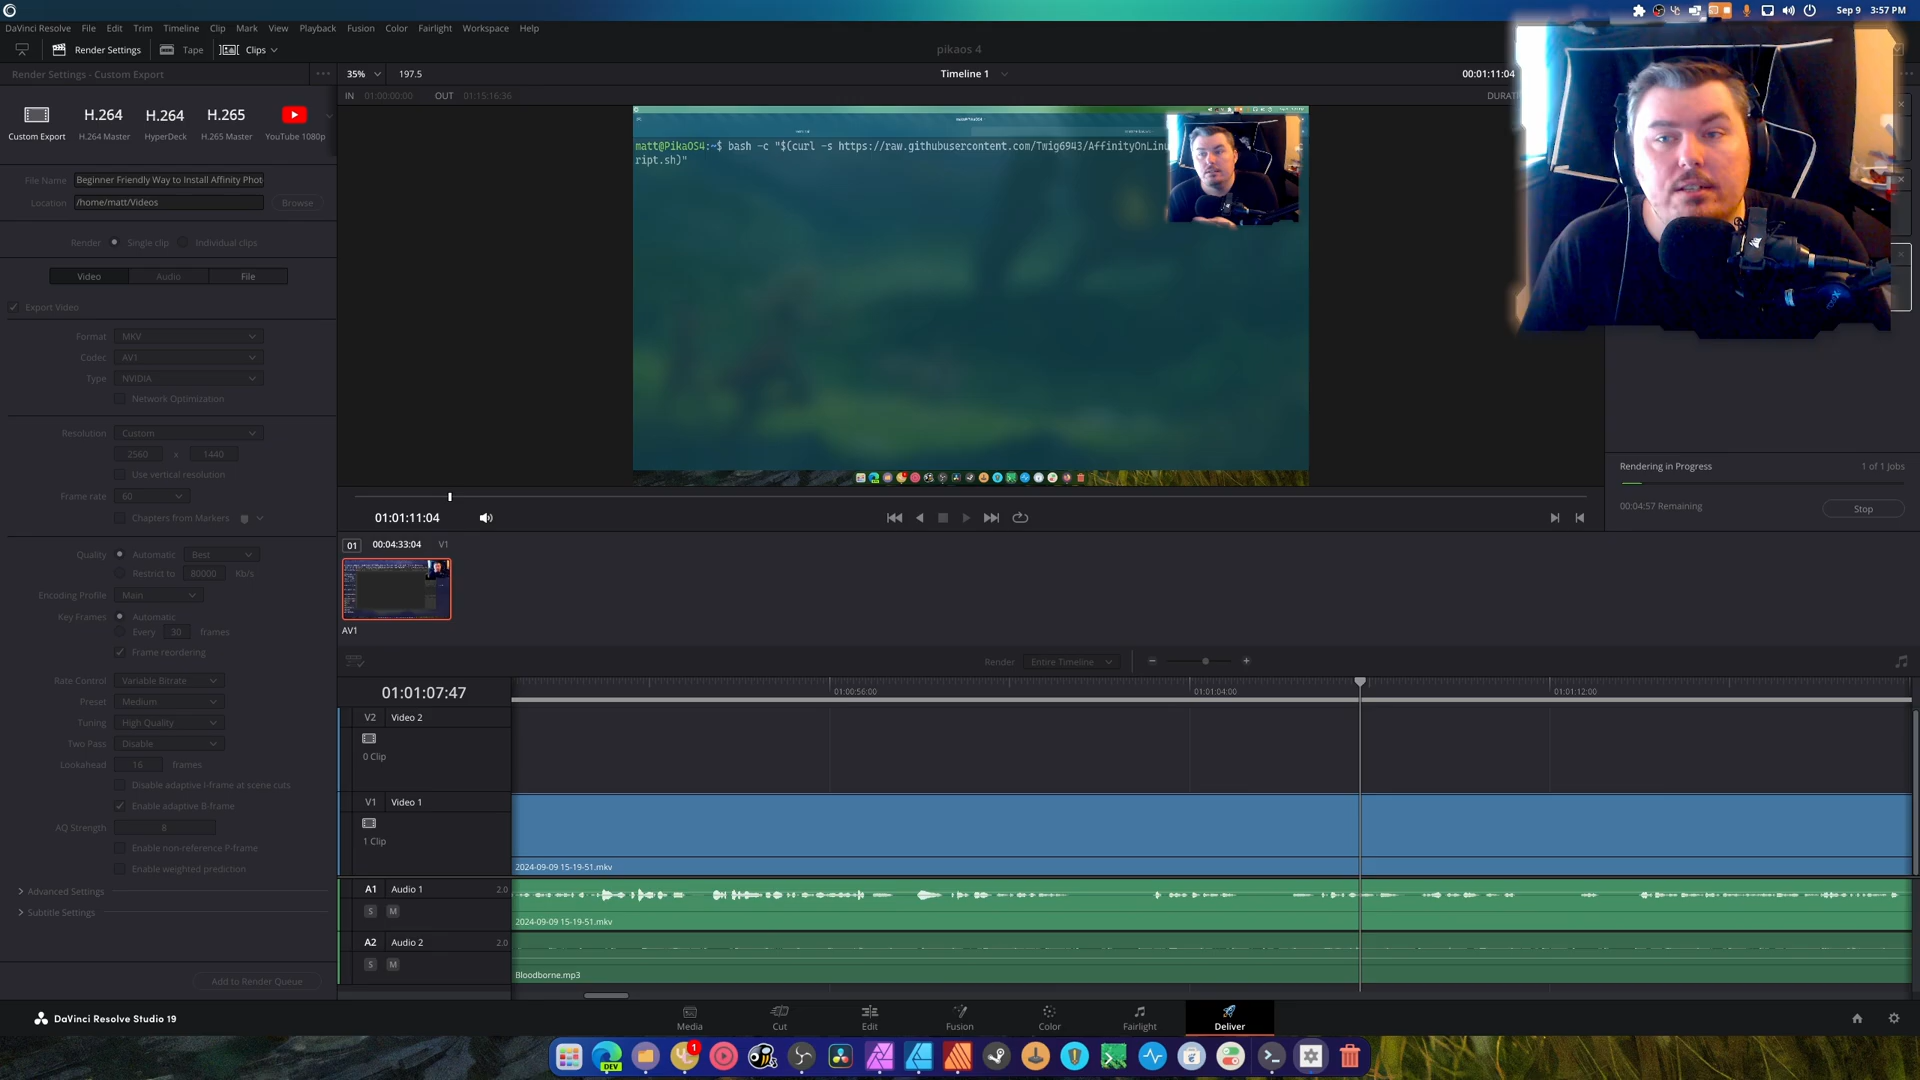 Sep 9 3:57 PM
DaVinci Resolve File Edit Trim Timeline Clip Mark View Playback Fusion Color Fairlight Workspace Help
Render Settings Tape Clips pikaos 4
Render Settings - Custom Export 35% 197.5 Timeline 1 00:01:11:04
IN 01:00:00:00 OUT 01:15:16:36
H.264 H.264 H.265
Custom Export H.264 Master HyperDeck H.265 Master YouTube 1080p
matt@PikaOS4:~$ bash -c "$(curl -s https://raw.githubusercontent.com/Twig6943/AffinityOnLinu
ript.sh)"
File Name Beginner Friendly Way to Install Affinity Phot
Location /home/matt/Videos Browse
Render Single clip Individual clips
Video Audio File
Export Video
Format MKV
Codec AV1
Type NVIDIA
Network Optimization
Resolution Custom
2560 x 1440
Use vertical resolution
Frame rate 60
Chapters from Markers
Rendering in Progress 1 of 1 Jobs
00:04:57 Remaining Stop
01:01:11:04
01 00:04:33:04 V1
AV1
Quality Automatic Best
Restrict to 80000 Kb/s
Encoding Profile Main
Key Frames Automatic
Every 30 frames
Frame reordering
Rate Control Variable Bitrate
Preset Medium
Tuning High Quality
Two Pass Disable
Lookahead 16 frames
Disable adaptive I-frame at scene cuts
Enable adaptive B-frame
AQ Strength 8
Enable non-reference P-frame
Enable weighted prediction
Advanced Settings
Subtitle Settings
Add to Render Queue
Render Entire Timeline
01:01:07:47 01:00:56:00 01:01:04:00 01:01:12:00
V2 Video 2
0 Clip
V1 Video 1
1 Clip
2024-09-09 15-19-51.mkv
A1 Audio 1 2.0
S M
2024-09-09 15-19-51.mkv
A2 Audio 2 2.0
S M
Bloodborne.mp3
DaVinci Resolve Studio 19
Media Cut Edit Fusion Color Fairlight Deliver
DEV
1